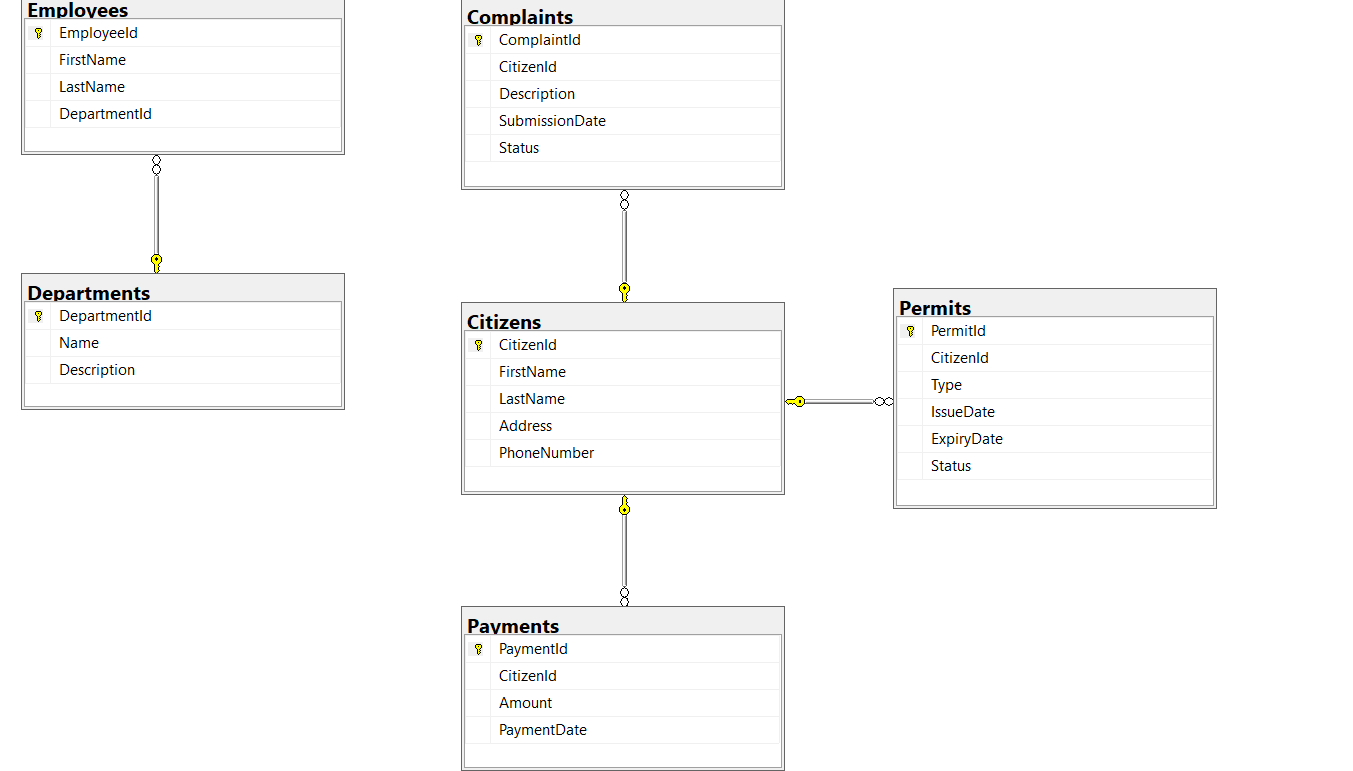 Employees
EmployeeId
FirstName
LastName
DepartmentId
Departments
DepartmentId
Name
Description
Complaints
ComplaintId
CitizenId
Description
SubmissionDate
Status
Citizens
CitizenId
FirstName
LastName
Address
PhoneNumber
Payments
PaymentId
CitizenId
Amount
PaymentDate
Permits
PermitId
CitizenId
Type
IssueDate
ExpiryDate
Status